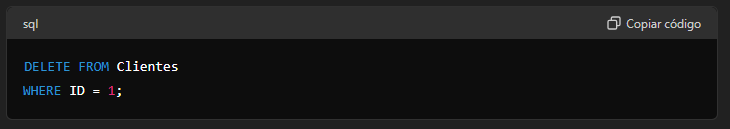 sql
Copiar código
DELETE FROM Clientes
WHERE ID = 1;